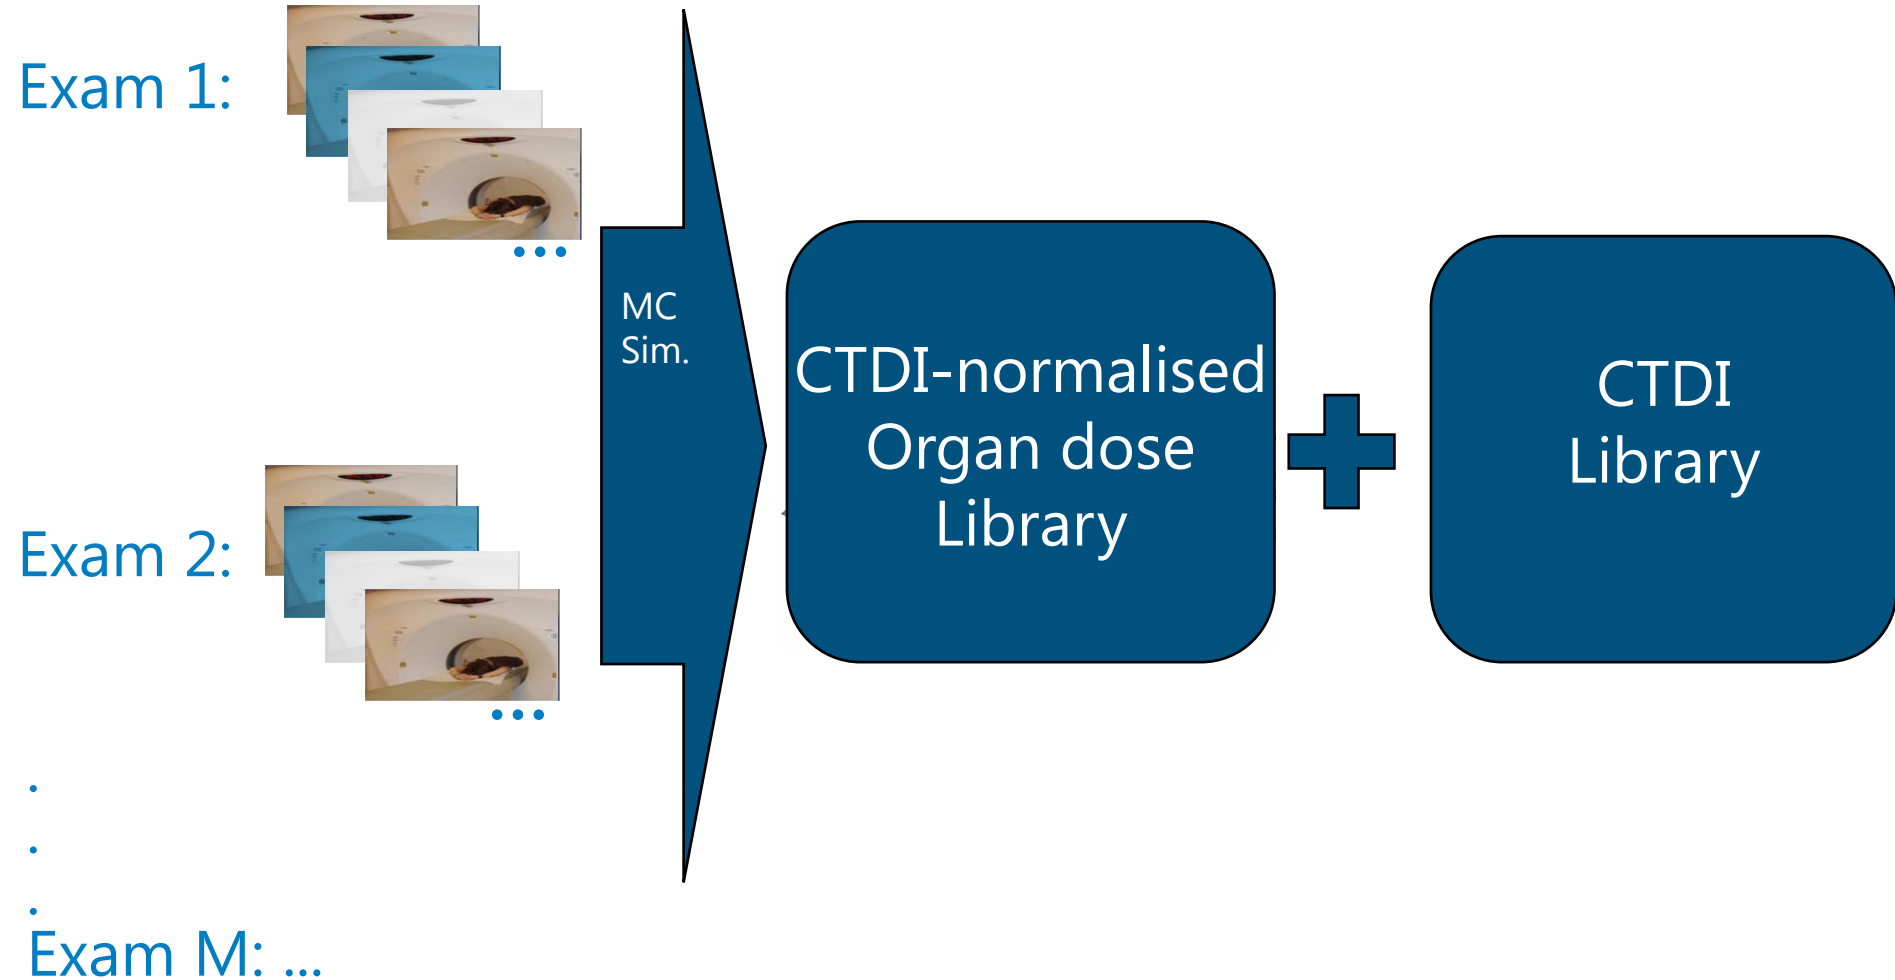 Exam 1:
...
MC
Sim.
CTDI-normalised
Organ dose
Library
CTDI
Library
Exam 2:
...
.
.
.
Exam M: ...